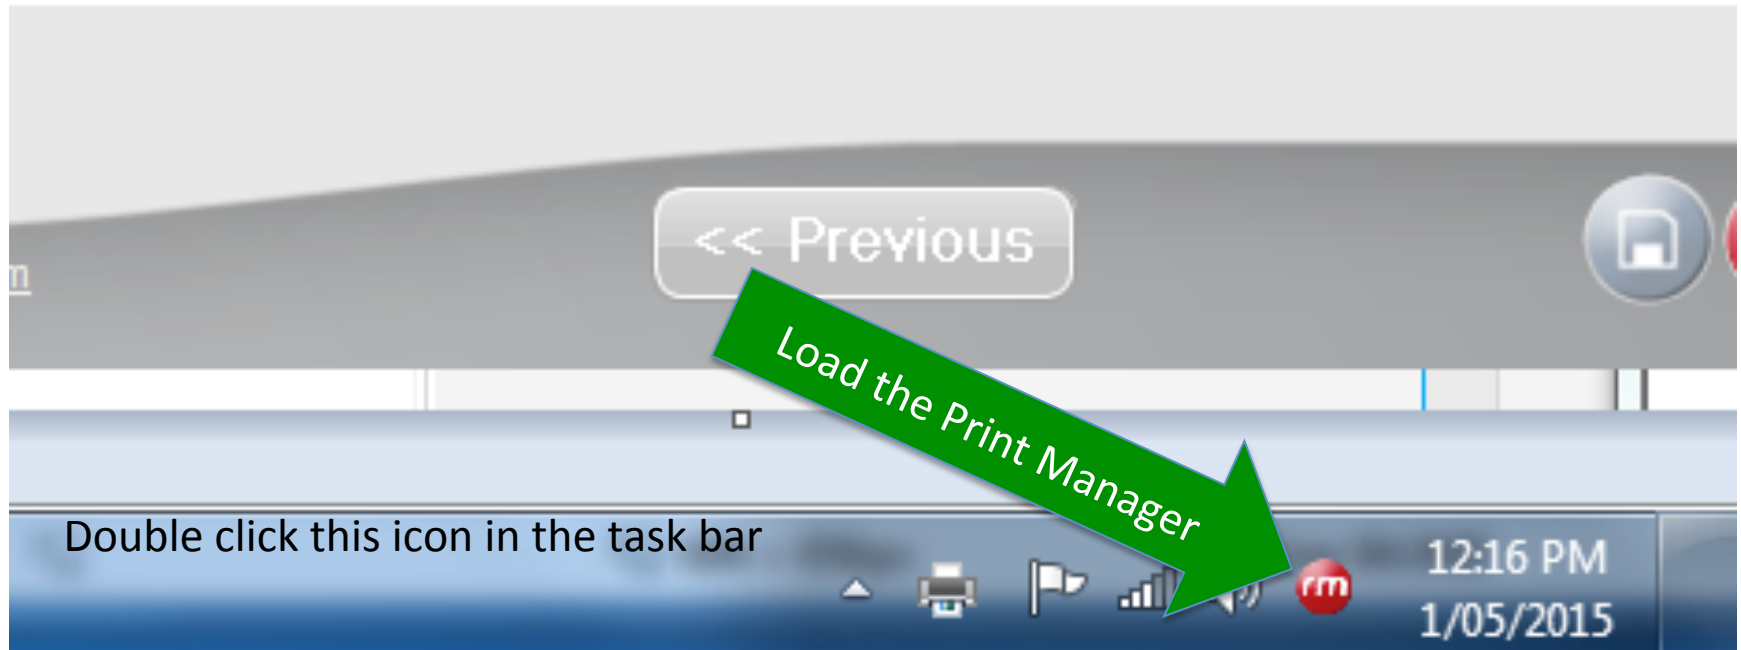 << Previous
m
Load the Print Manager
Double click this icon in the task bar
rm
12:16 PM
1/05/2015